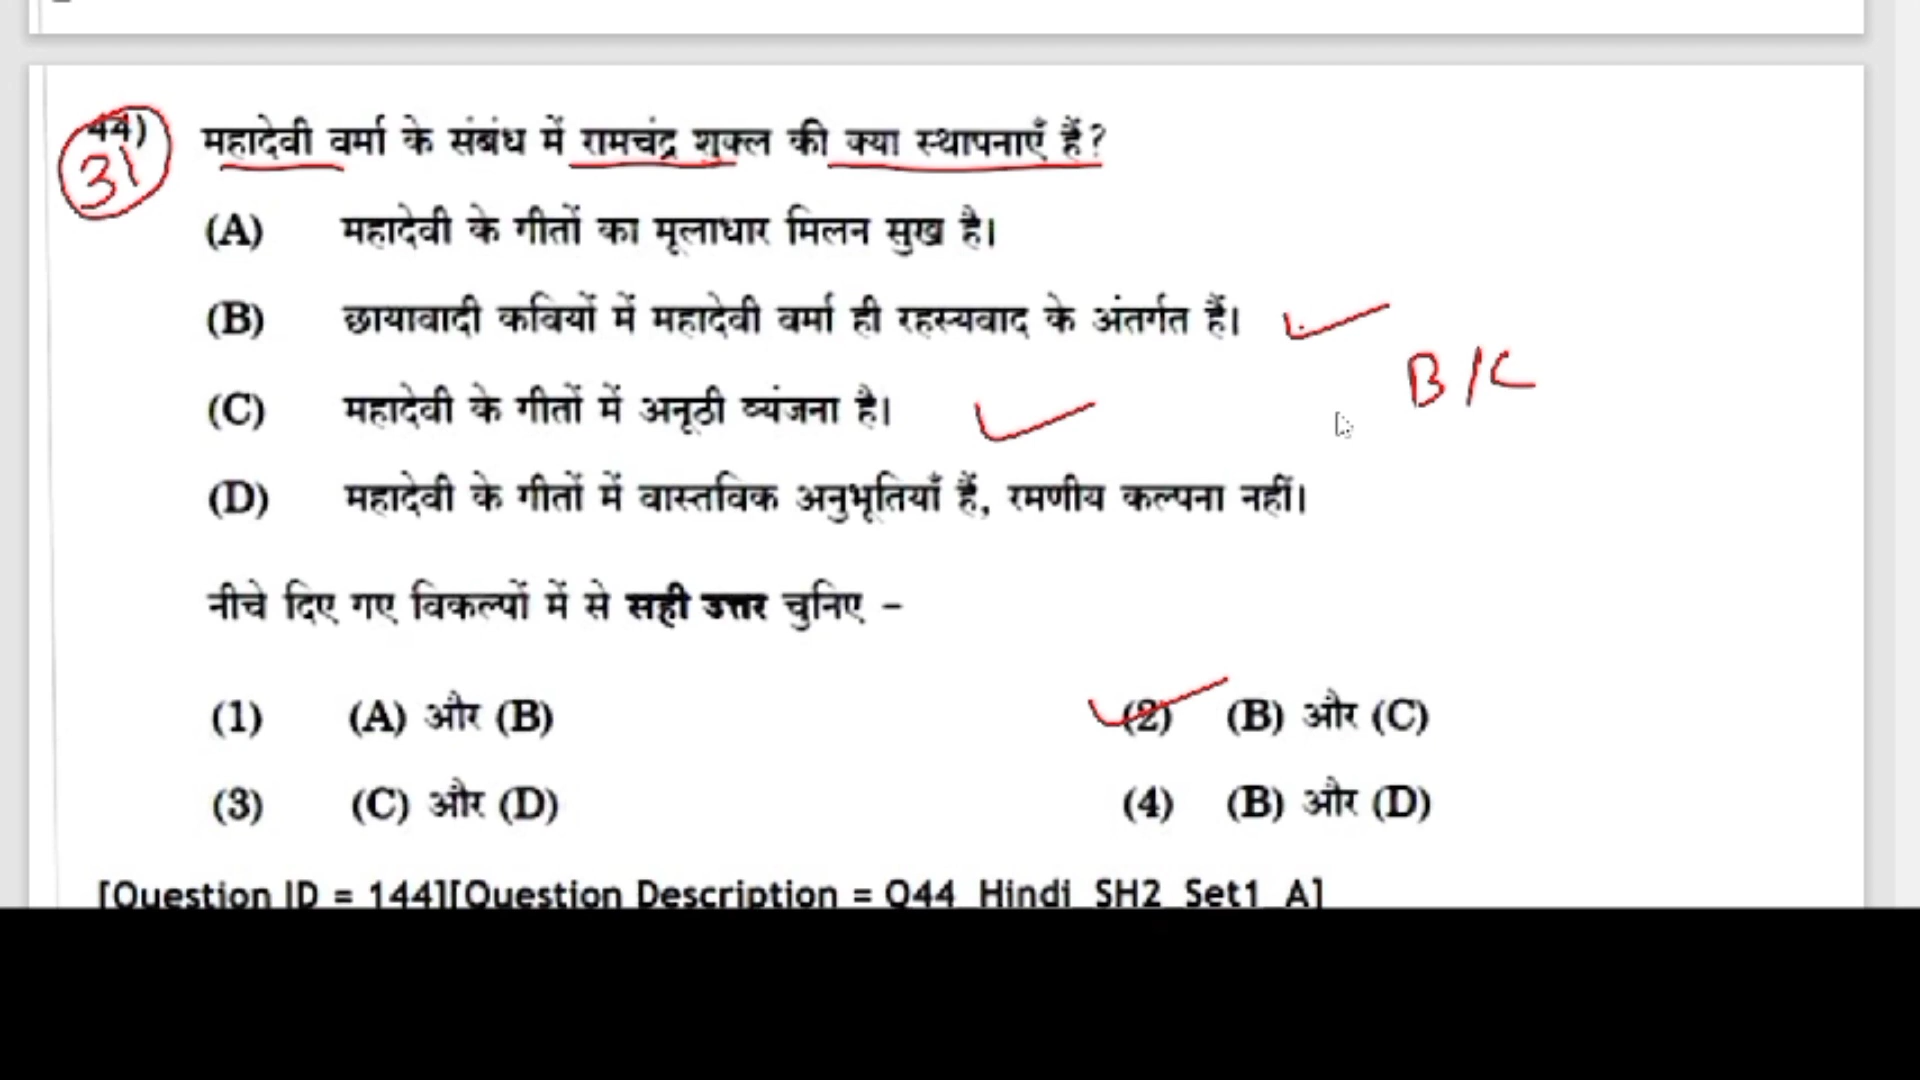 44) महादेवी वर्मा के संबंध में रामचंद्र शुक्ल की क्या स्थापनाएँ हैं?
31
(A) महादेवी के गीतों का मूलाधार मिलन सुख है।
(B) छायावादी कवियों में महादेवी वर्मा ही रहस्यवाद के अंतर्गत हैं।
B/C
(C) महादेवी के गीतों में अनूठी व्यंजना है।
(D) महादेवी के गीतों में वास्तविक अनुभूतियाँ हैं, रमणीय कल्पना नहीं।
नीचे दिए गए विकल्पों में से सही उत्तर चुनिए –
(1) (A) और (B) (2) (B) और (C)
(3) (C) और (D) (4) (B) और (D)
[Question ID = 144][Question Description = Q44_Hindi_SH2_Set1_A]